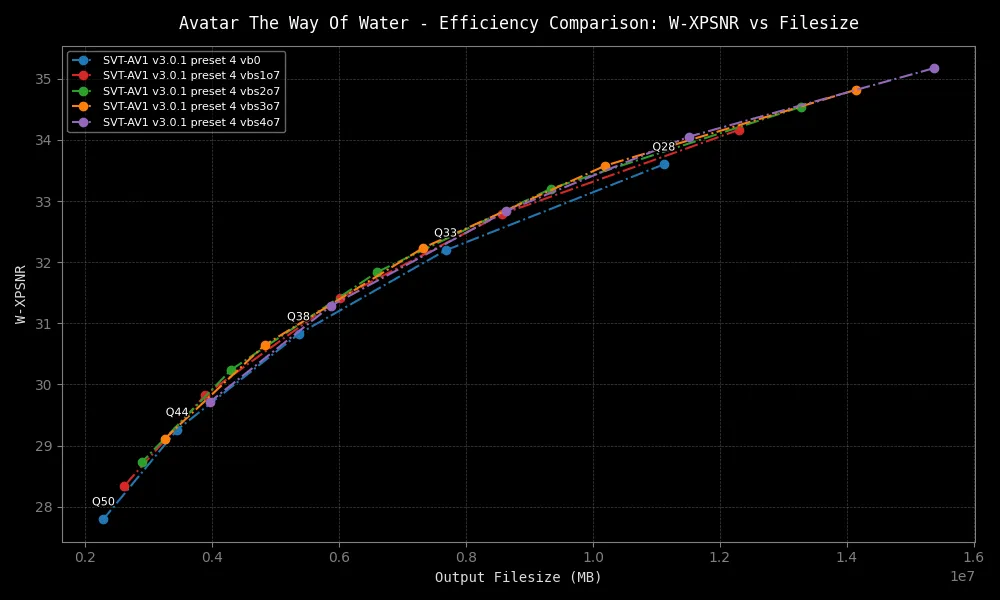 Avatar The Way Of Water - Efficiency Comparison: W-XPSNR vs Filesize
SVT-AV1 v3.0.1 preset 4 vb0
SVT-AV1 v3.0.1 preset 4 vbs1o7
SVT-AV1 v3.0.1 preset 4 vbs2o7
SVT-AV1 v3.0.1 preset 4 vbs3o7
SVT-AV1 v3.0.1 preset 4 vbs4o7
35
34
33
32
31
30
29
28
W-XPSNR
Q28
Q33
Q38
Q44
Q50
0.2 0.4 0.6 0.8 1.0 1.2 1.4 1.6
1e7
Output Filesize (MB)